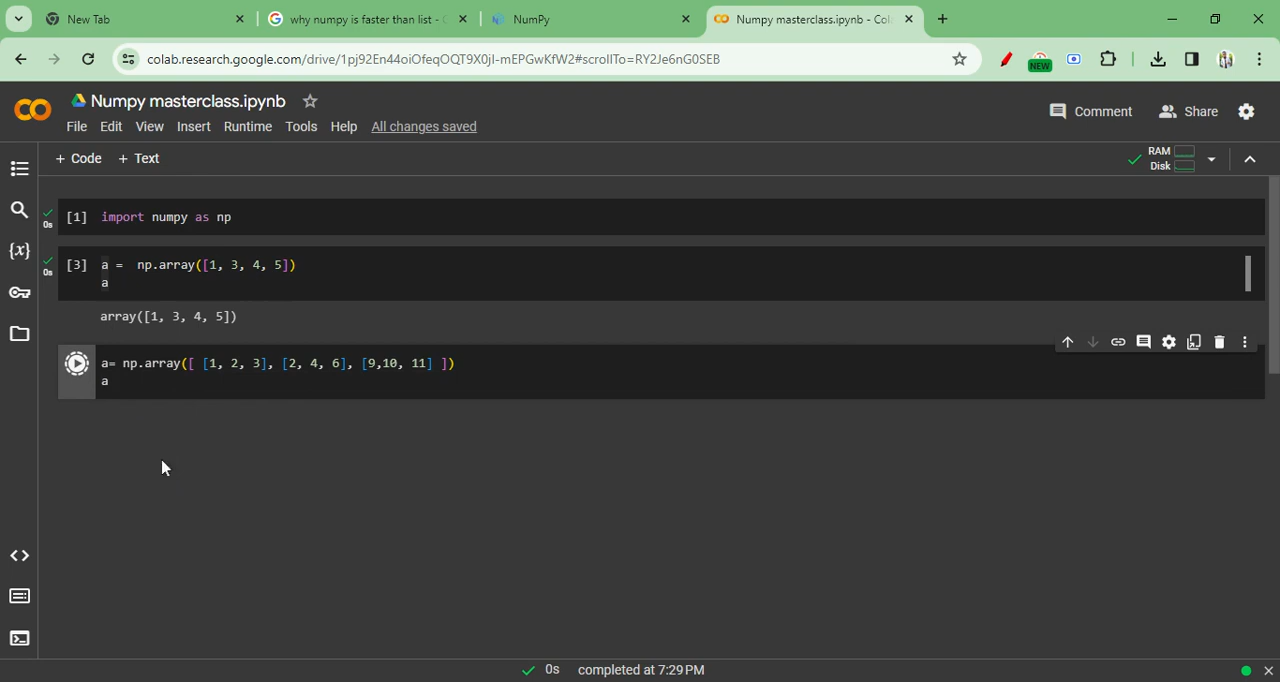 New Tab
why numpy is faster than list - G
NumPy
Numpy masterclass.ipynb - Col
colab.research.google.com/drive/1pj92En44oiOfeqOQT9X0jI-mEPGwKfW2#scrollTo=RY2Je6nG0SEB
NEW
Numpy masterclass.ipynb
Comment
Share
File Edit View Insert Runtime Tools Help All changes saved
+ Code + Text
RAM
Disk
[1] import numpy as np
0s
[3] a = np.array([1, 3, 4, 5])
0s
a
array([1, 3, 4, 5])
a= np.array([ [1, 2, 3], [2, 4, 6], [9,10, 11] ])
a
{x}
0s completed at 7:29 PM